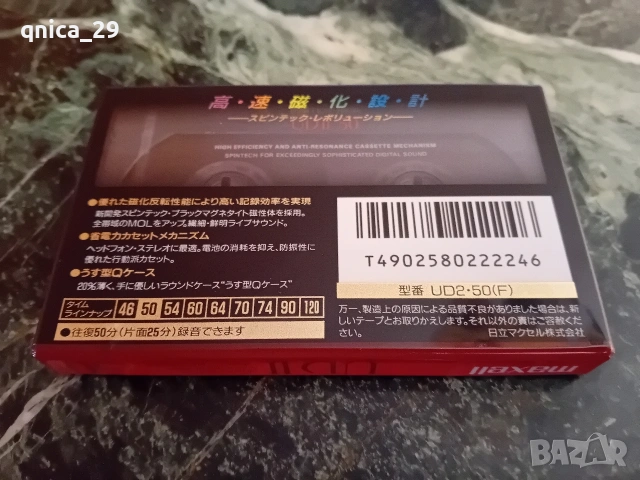 qnica_29
高・速・磁・化・設・計
スピンテック・レボリューション
HIGH EFFICIENCY AND ANTI-RESONANCE CASSETTE MECHANISM
SPINTECH FOR EXCEEDINGLY SOPHISTICATED DIGITAL SOUND
●優れた磁化反転性能により高い記録効率を実現
新開発スピンテック・ブラックマグネタイト磁性体を採用。
全帯域のMOLをアップ。繊細・鮮明ライブサウンド。
●省電力カセットメカニズム
ヘッドフォン・ステレオに最適。電池の消耗を抑え、防振性に
優れた行動派カセット。
●うす型Qケース
20%薄く、手に優しいラウンドケース“うす型Qケース”
タイムラインナップ 46 50 54 60 64 70 74 90 120
●往復50分(片面25分)録音できます
T4902580222246
型番 UD2・50(F)
万一、製造上の原因による品質不良がありました場合は、新
しいテープとお取りかえします。それ以外の責はご容赦くだ
さい。 日立マクセル株式会社
UDII
maxell
BAZAR